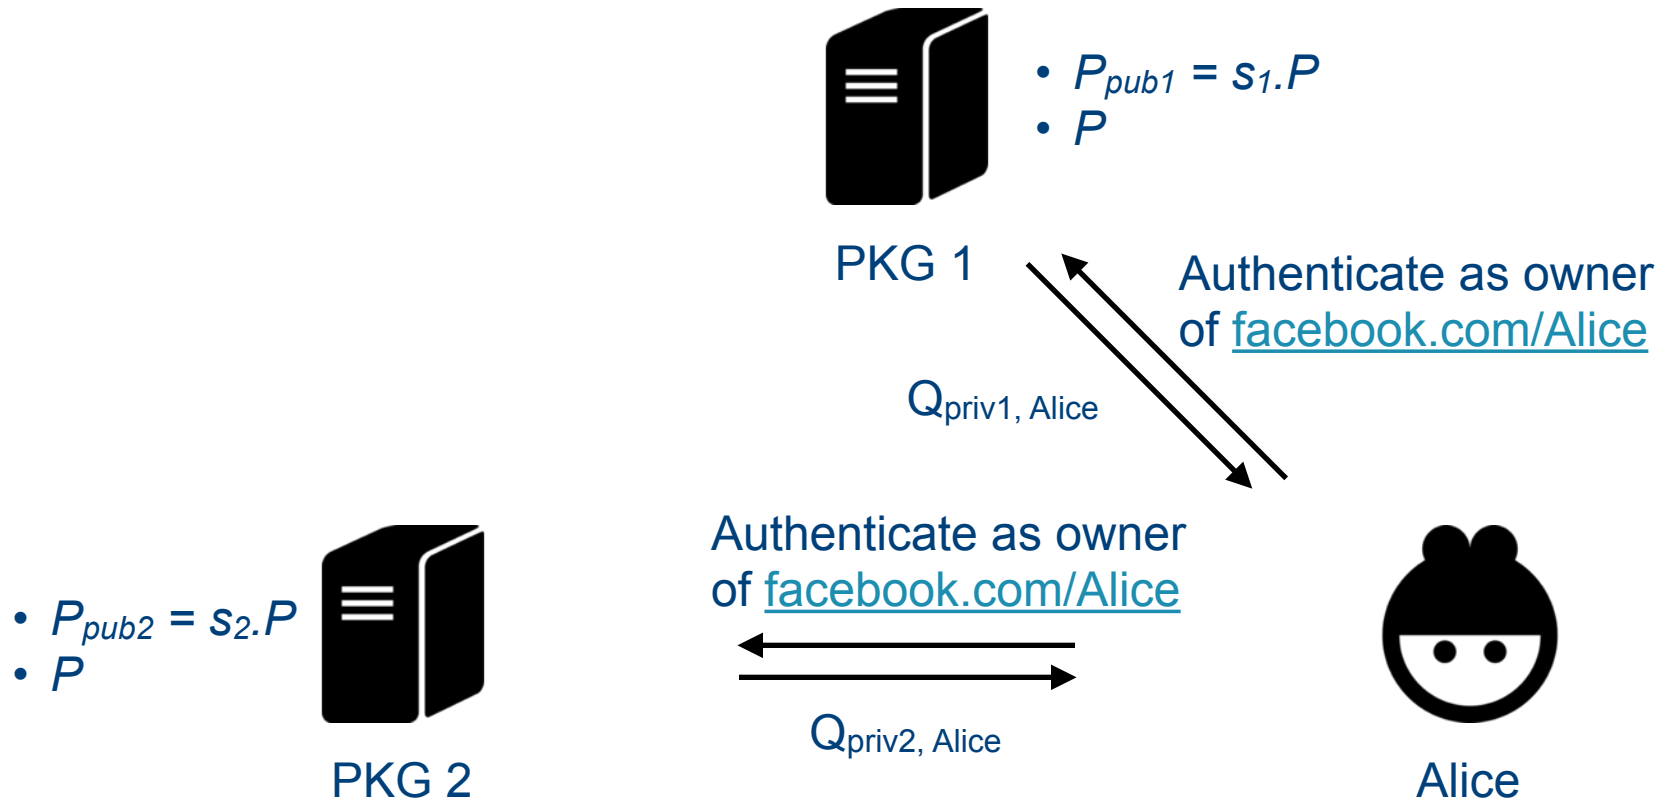 • Ppub1 = s1.P
• P
PKG 1
Authenticate as owner
of facebook.com/Alice
Qpriv1, Alice
Authenticate as owner
of facebook.com/Alice
• Ppub2 = s2.P
• P
Qpriv2, Alice
PKG 2
Alice